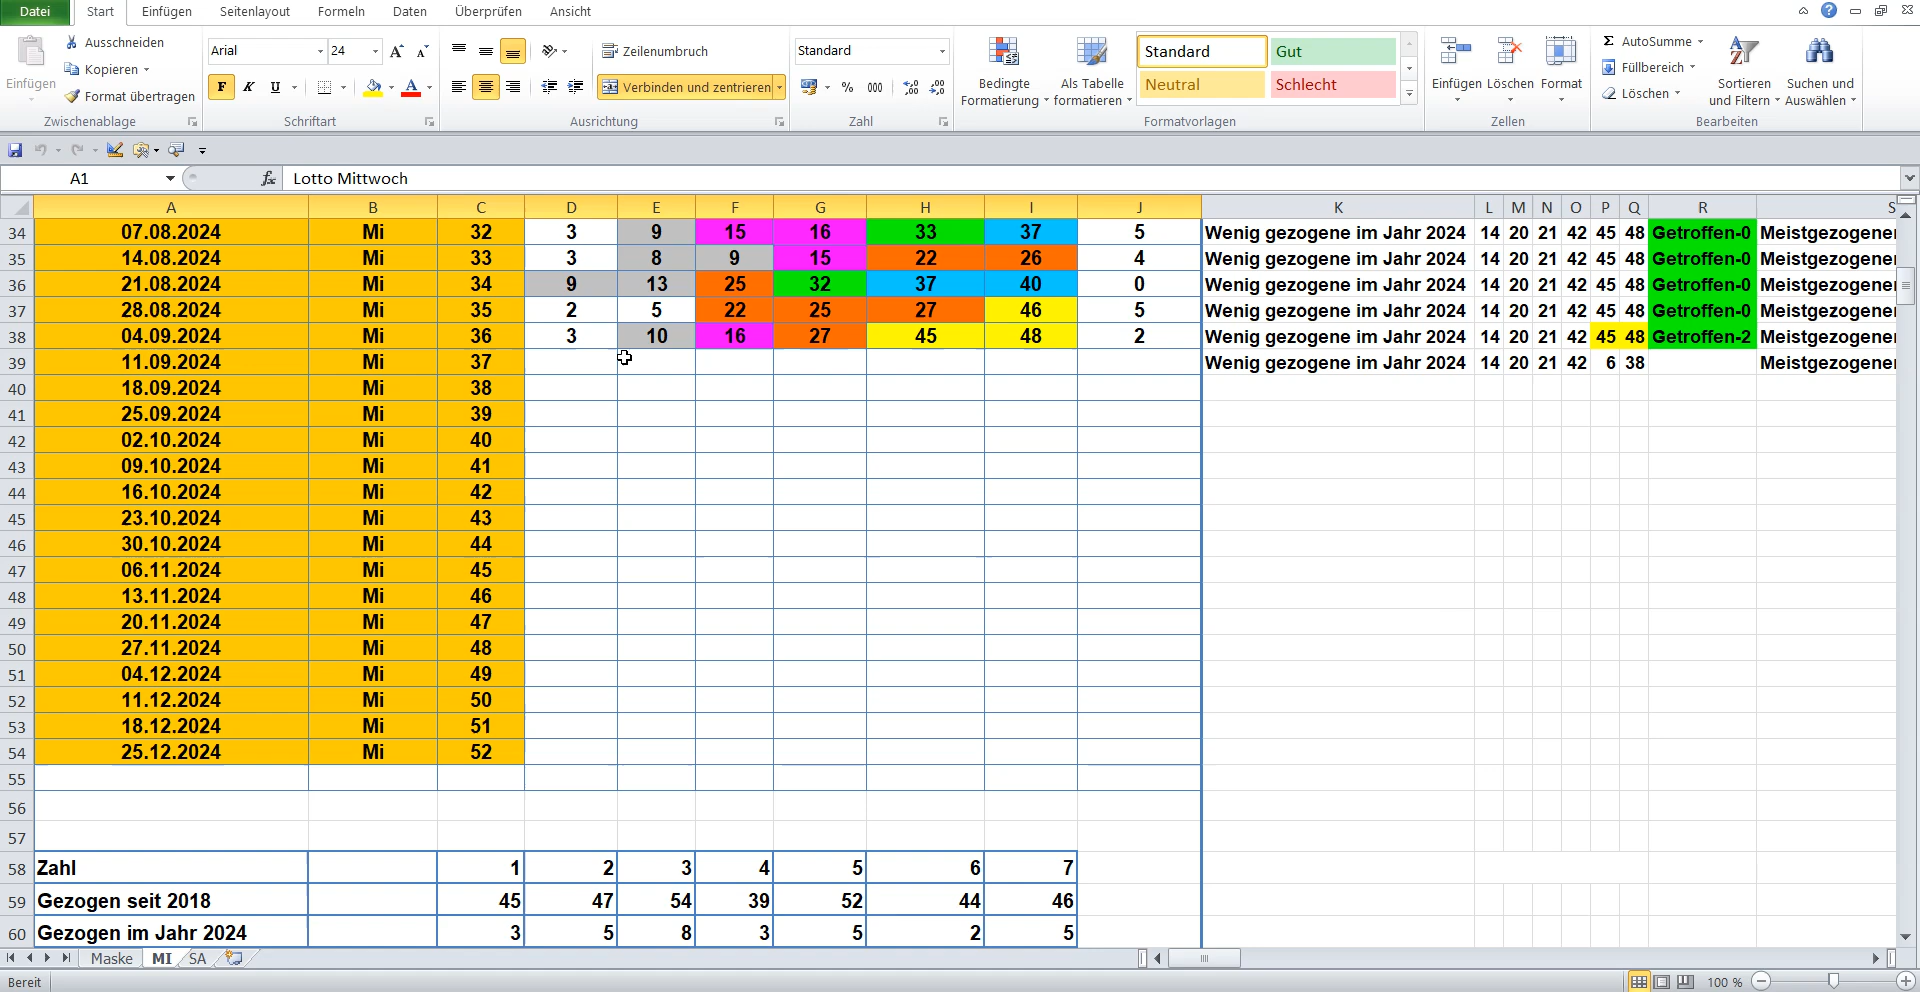 Datei Start Einfügen Seitenlayout Formeln Daten Überprüfen Ansicht
Einfügen
Ausschneiden
Kopieren
Format übertragen
Zwischenablage
Arial 24
F K U
Schriftart
Zeilenumbruch
Verbinden und zentrieren
Ausrichtung
Standard
% 000
Zahl
Bedingte Formatierung
Als Tabelle formatieren
Standard Gut
Neutral Schlecht
Formatvorlagen
Einfügen Löschen Format
Zellen
AutoSumme
Füllbereich
Löschen
Sortieren und Filtern
Suchen und Auswählen
Bearbeiten
A1 fx Lotto Mittwoch
A B C D E F G H I J K L M N O P Q R S
34 07.08.2024 Mi 32 3 9 15 16 33 37 5 Wenig gezogene im Jahr 2024 14 20 21 42 45 48 Getroffen-0 Meistgezogene
35 14.08.2024 Mi 33 3 8 9 15 22 26 4 Wenig gezogene im Jahr 2024 14 20 21 42 45 48 Getroffen-0 Meistgezogene
36 21.08.2024 Mi 34 9 13 25 32 37 40 0 Wenig gezogene im Jahr 2024 14 20 21 42 45 48 Getroffen-0 Meistgezogene
37 28.08.2024 Mi 35 2 5 22 25 27 46 5 Wenig gezogene im Jahr 2024 14 20 21 42 45 48 Getroffen-0 Meistgezogene
38 04.09.2024 Mi 36 3 10 16 27 45 48 2 Wenig gezogene im Jahr 2024 14 20 21 42 45 48 Getroffen-2 Meistgezogene
39 11.09.2024 Mi 37 Wenig gezogene im Jahr 2024 14 20 21 42 6 38 Meistgezogene
40 18.09.2024 Mi 38
41 25.09.2024 Mi 39
42 02.10.2024 Mi 40
43 09.10.2024 Mi 41
44 16.10.2024 Mi 42
45 23.10.2024 Mi 43
46 30.10.2024 Mi 44
47 06.11.2024 Mi 45
48 13.11.2024 Mi 46
49 20.11.2024 Mi 47
50 27.11.2024 Mi 48
51 04.12.2024 Mi 49
52 11.12.2024 Mi 50
53 18.12.2024 Mi 51
54 25.12.2024 Mi 52
55
56
57
58 Zahl 1 2 3 4 5 6 7
59 Gezogen seit 2018 45 47 54 39 52 44 46
60 Gezogen im Jahr 2024 3 5 8 3 5 2 5
Maske MI SA
Bereit 100 %